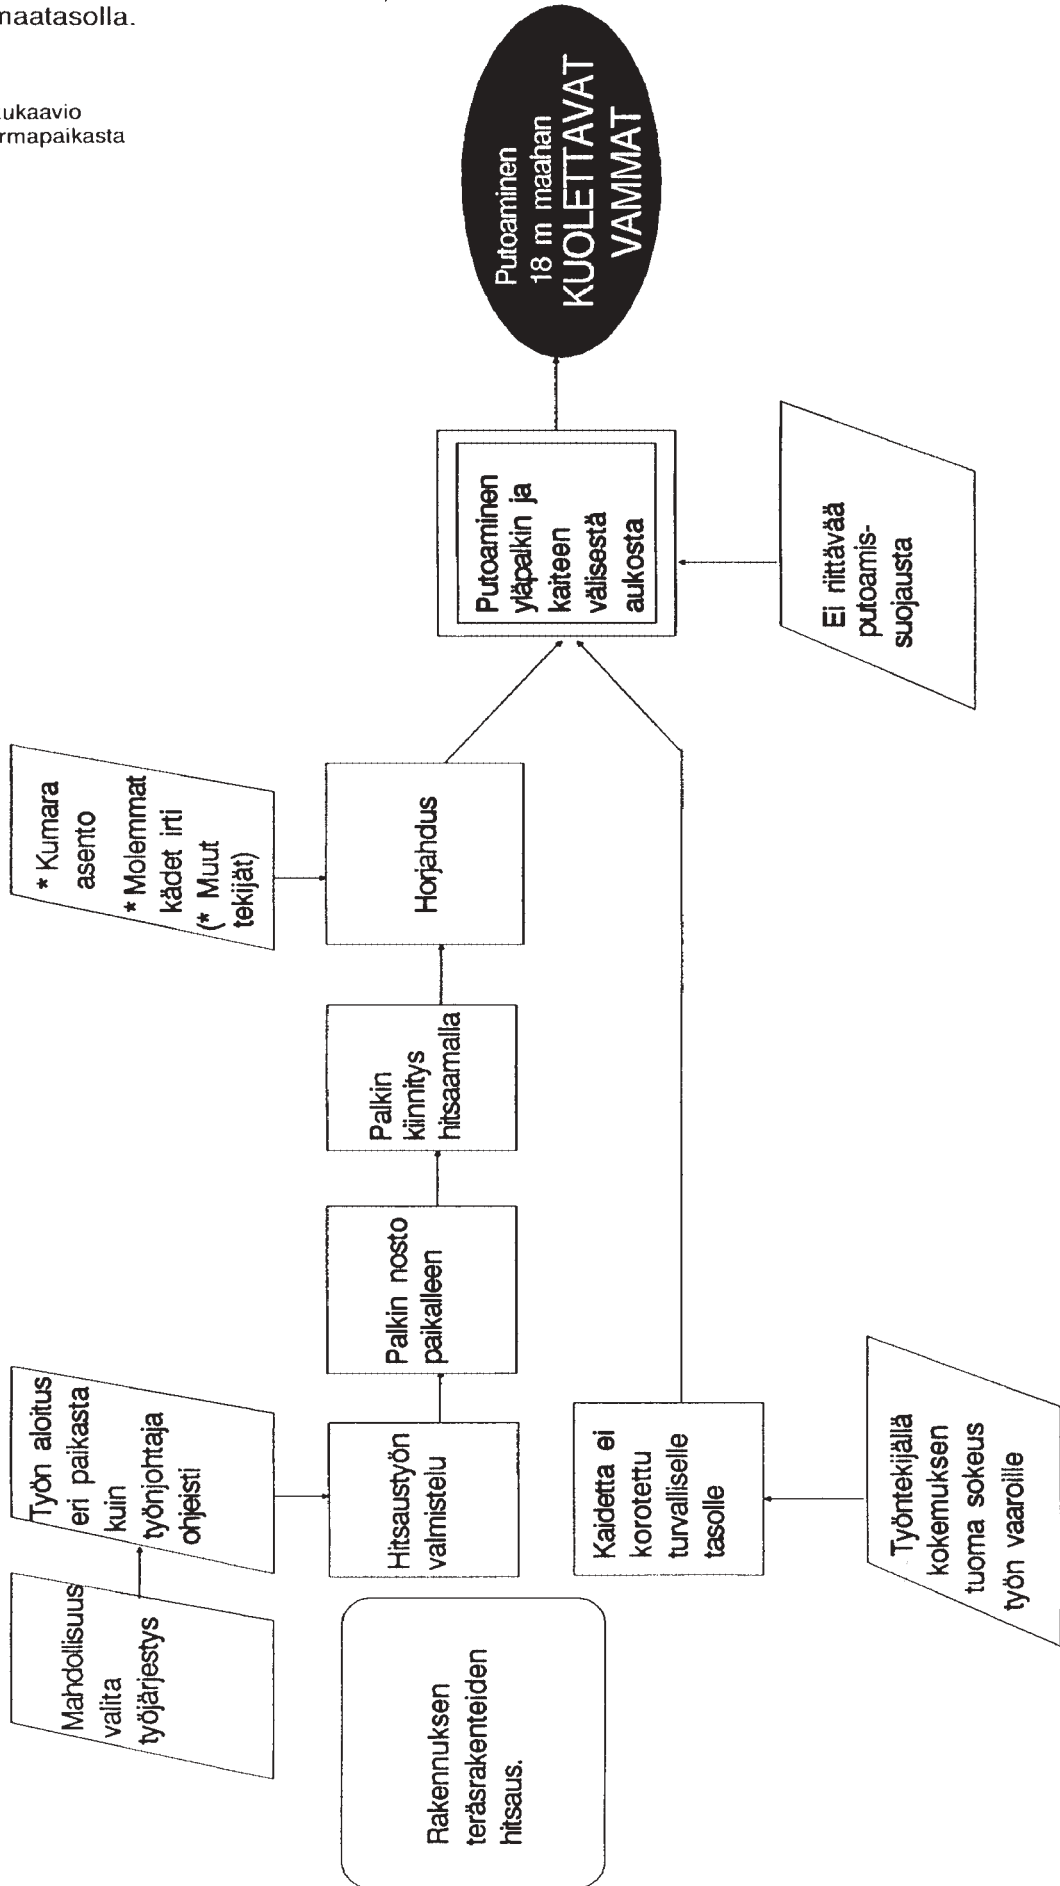 maatasolla.
ukaavio
rmapaikasta
Mahdollisuus
valita
työjärjestys
Työn aloitus
eri paikasta
kuin
työnjohtaja
ohjeisti
* Kumara
asento
* Molemmat
kädet irti
(* Muut
tekijät)
Rakennuksen
teräsrakenteiden
hitsaus.
Hitsaustyön
valmistelu
Palkin nosto
paikalleen
Palkin
kiinnitys
hitsaamalla
Horjahdus
Putoaminen
yläpalkin ja
kaiteen
välisestä
aukosta
Putoaminen
18 m maahan
KUOLETTAVAT
VAMMAT
Kaidetta ei
korotettu
turvalliselle
tasolle
Työntekijällä
kokemuksen
tuoma sokeus
työn vaaroille
Ei riittävää
putoamis-
suojausta